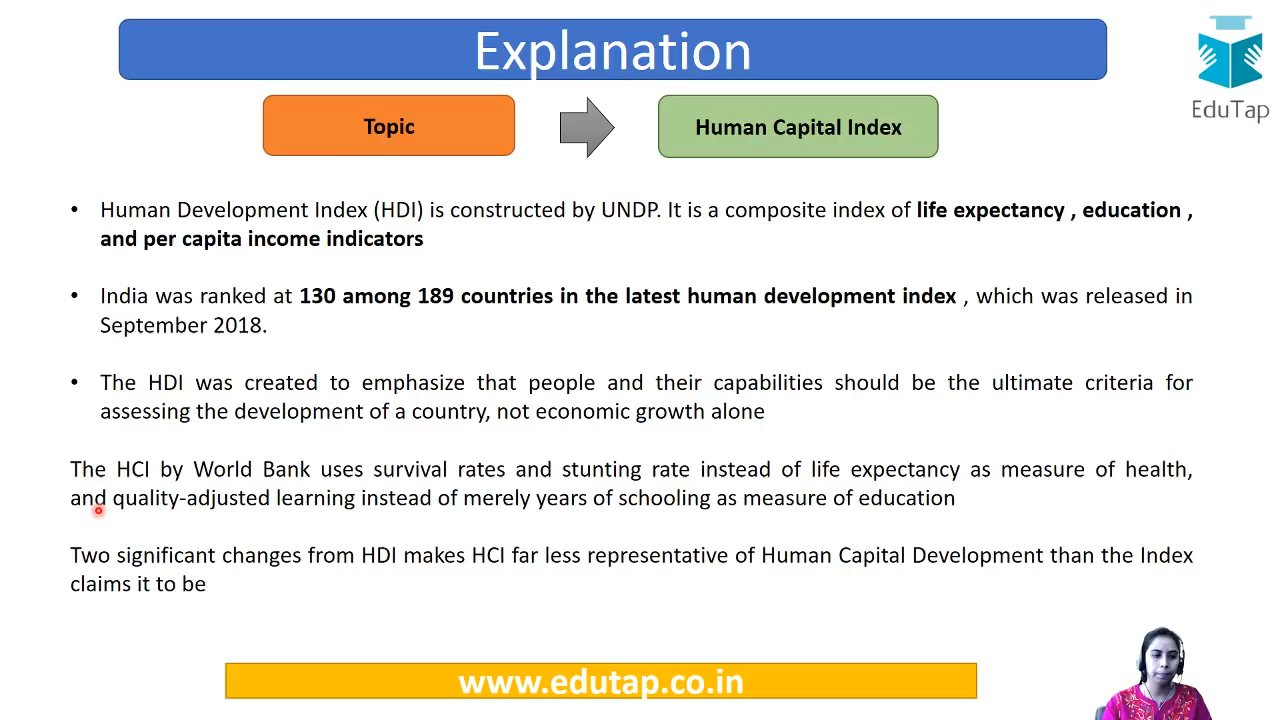 Explanation
EduTap
Topic
Human Capital Index
• Human Development Index (HDI) is constructed by UNDP. It is a composite index of life expectancy , education ,
and per capita income indicators
• India was ranked at 130 among 189 countries in the latest human development index , which was released in
September 2018.
• The HDI was created to emphasize that people and their capabilities should be the ultimate criteria for
assessing the development of a country, not economic growth alone
The HCI by World Bank uses survival rates and stunting rate instead of life expectancy as measure of health,
and quality-adjusted learning instead of merely years of schooling as measure of education
Two significant changes from HDI makes HCI far less representative of Human Capital Development than the Index
claims it to be
www.edutap.co.in